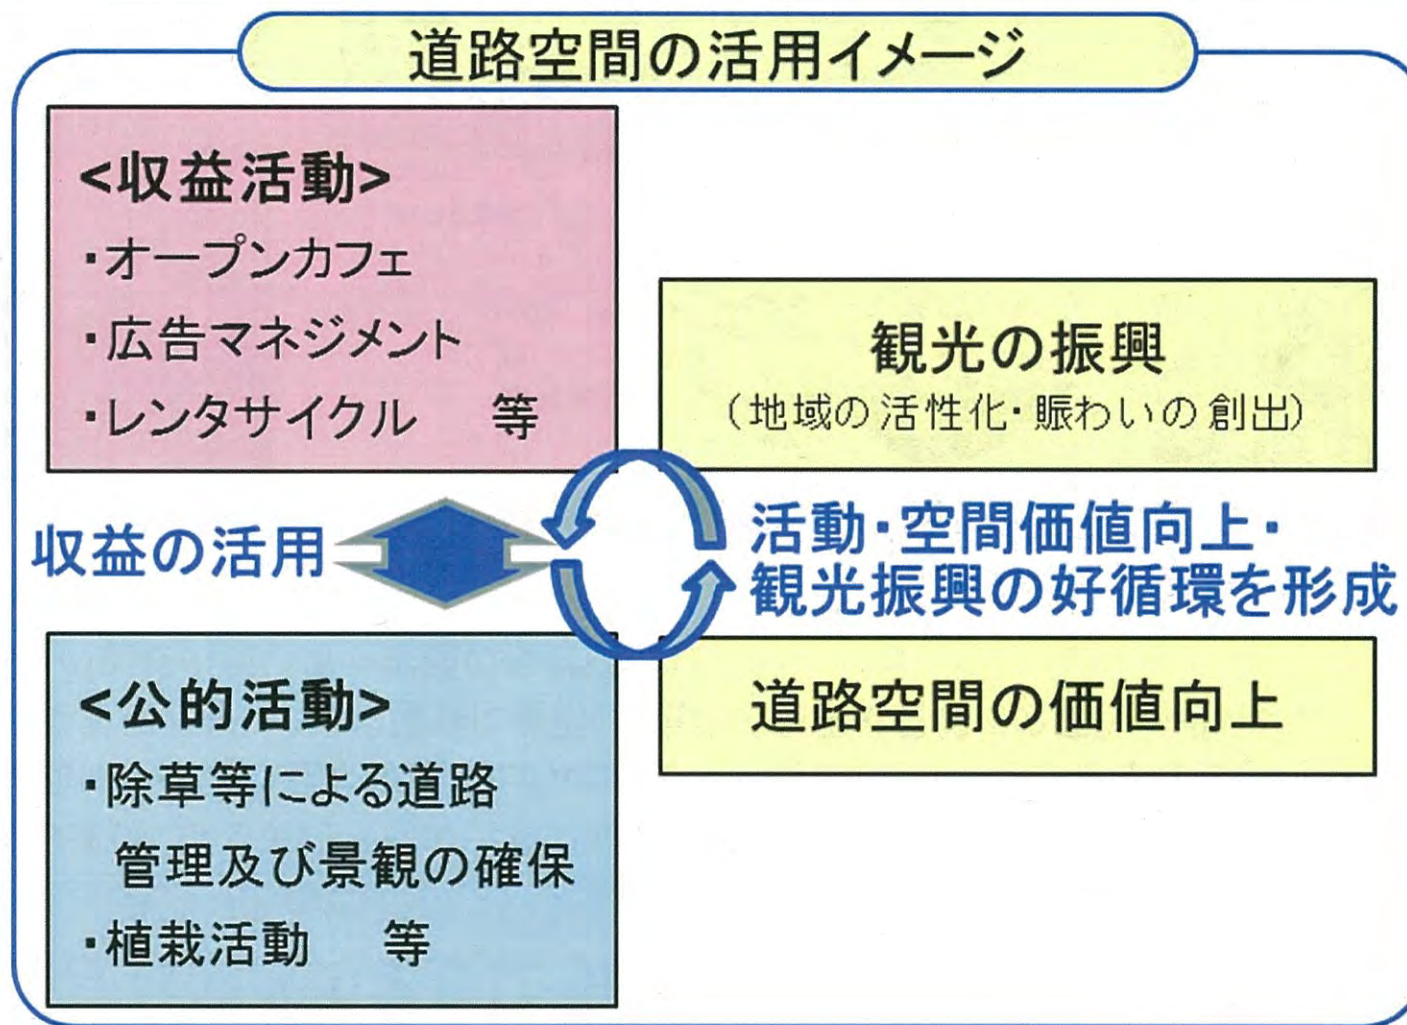 道路空間の活用イメージ
<収益活動>
・オープンカフェ
・広告マネジメント
・レンタサイクル 等
観光の振興
(地域の活性化・賑わいの創出)
収益の活用
活動・空間価値向上・
観光振興の好循環を形成
<公的活動>
・除草等による道路
管理及び景観の確保
・植栽活動 等
道路空間の価値向上